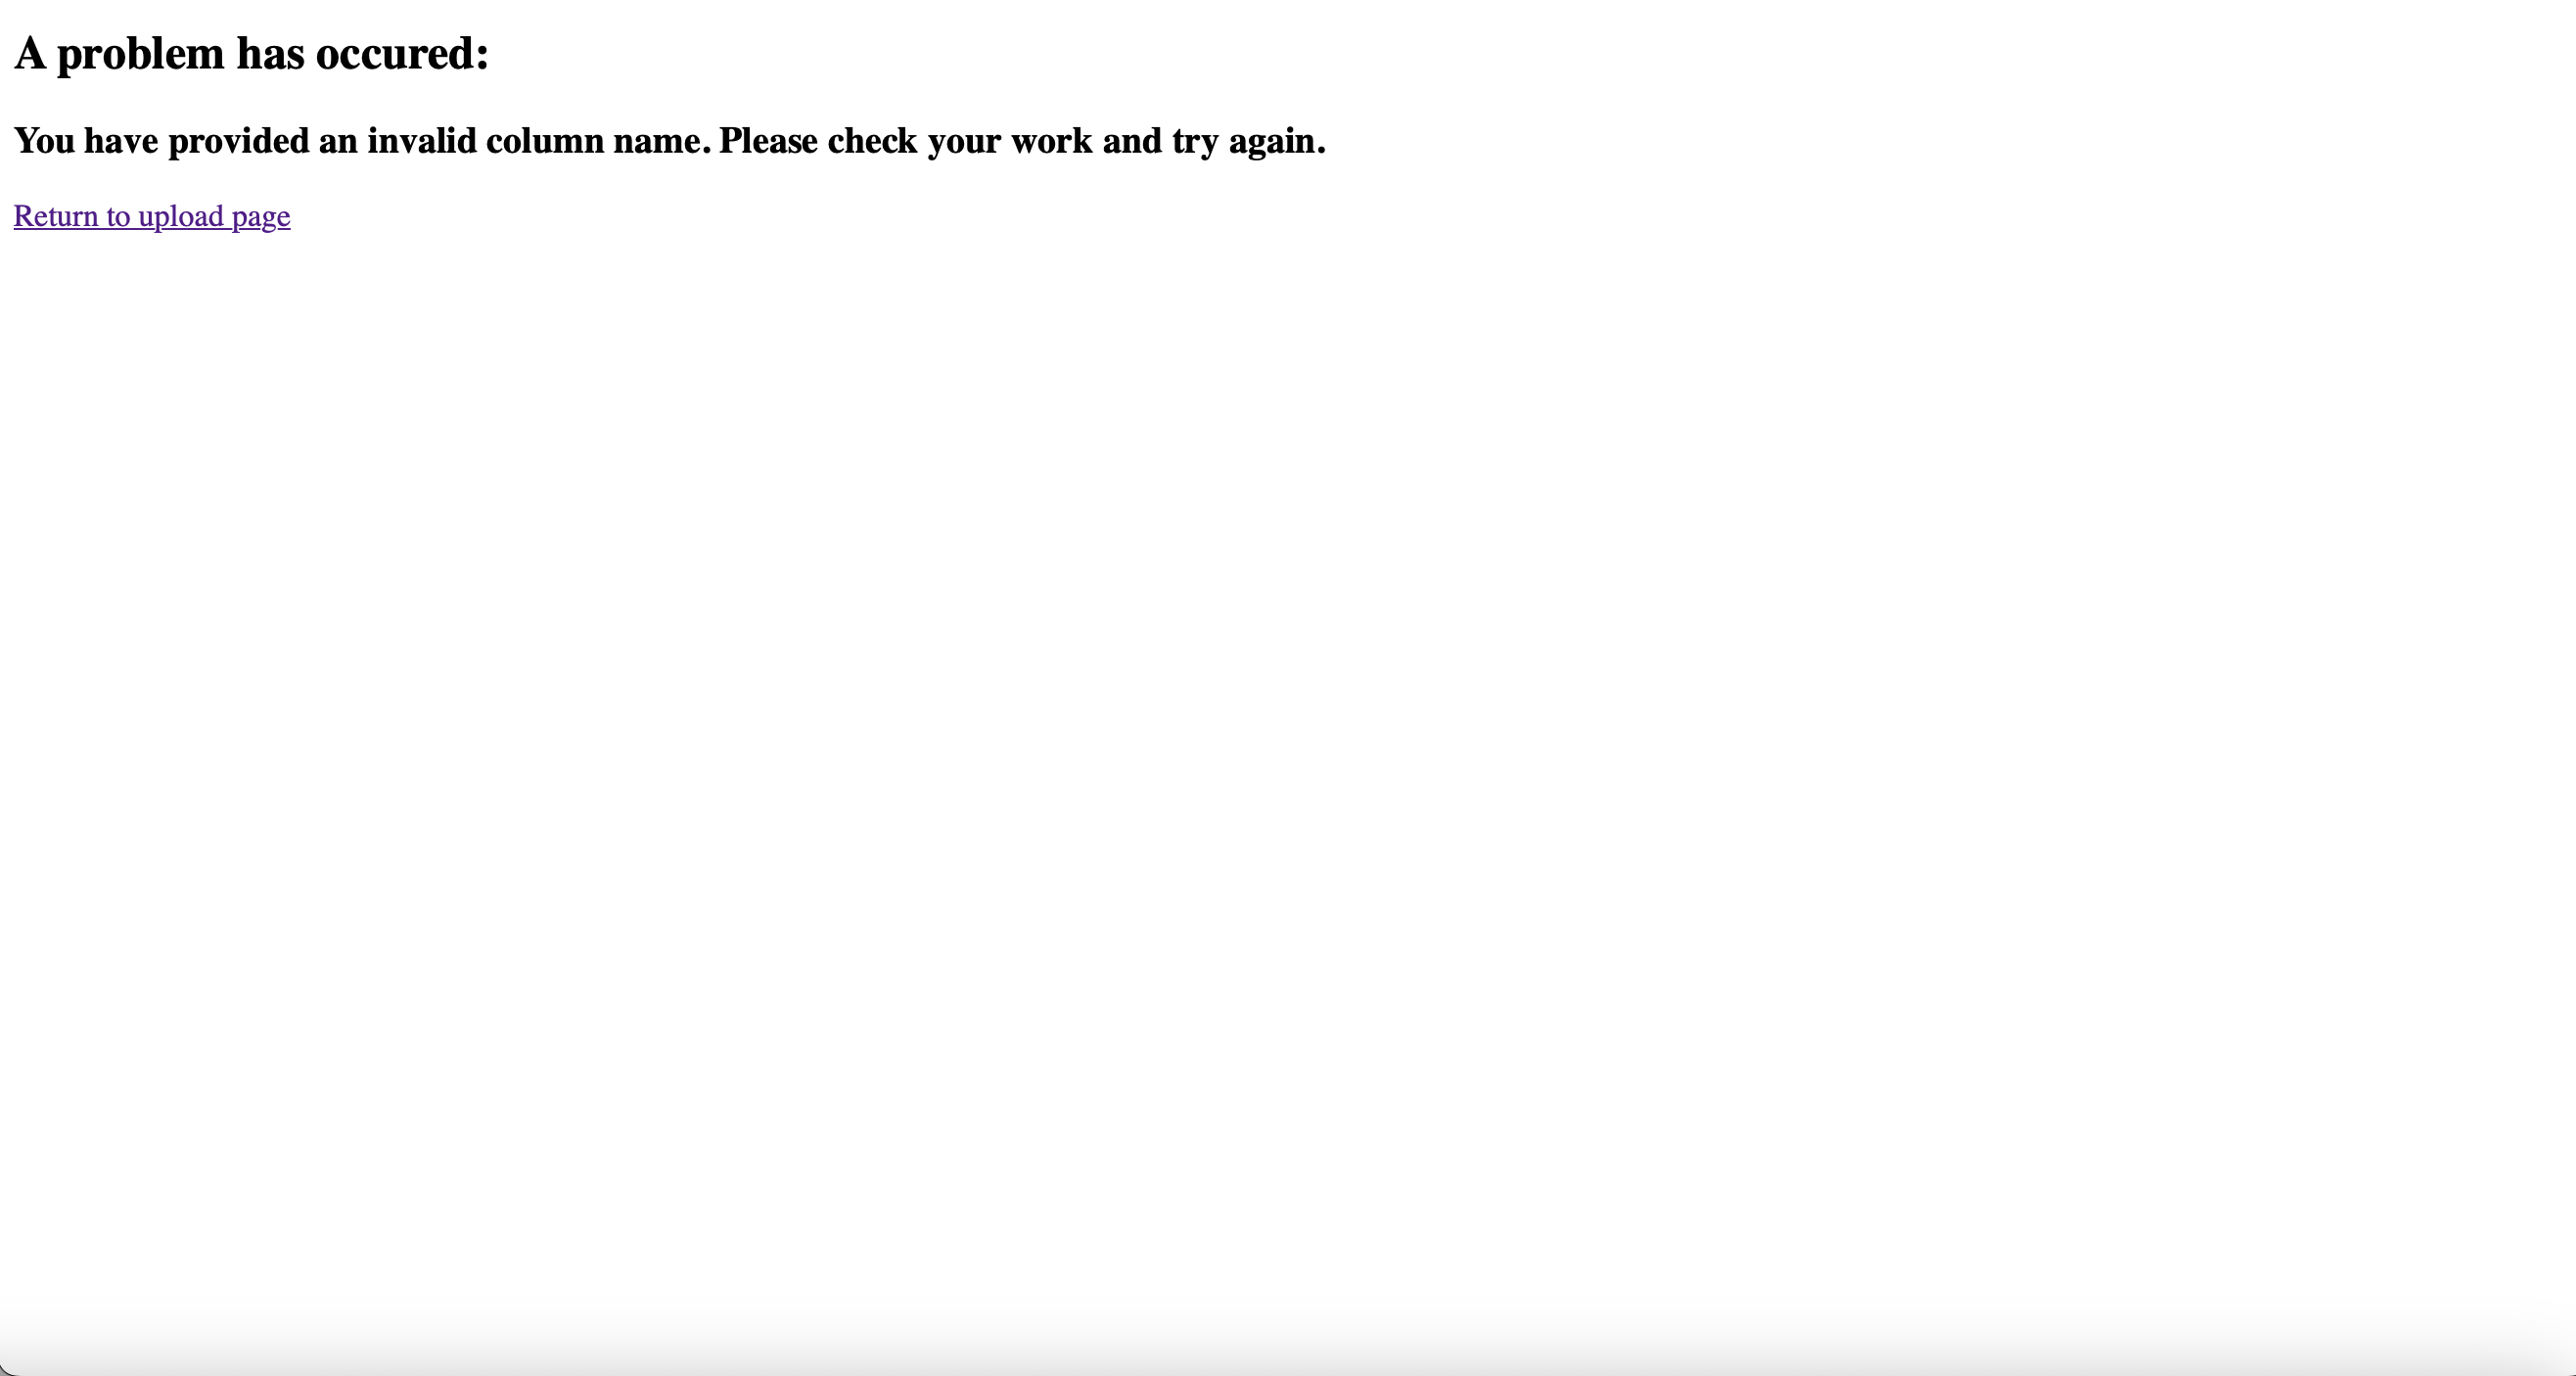 A problem has occured:
You have provided an invalid column name. Please check your work and try again.
Return to upload page